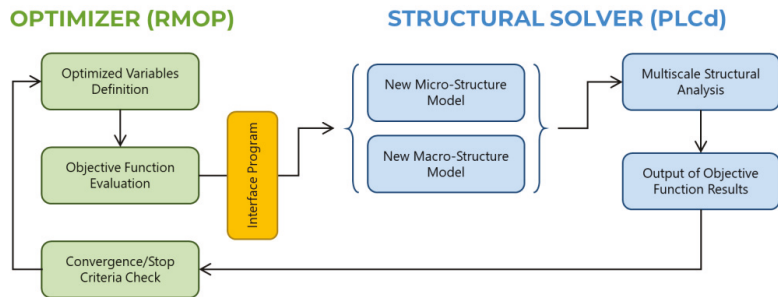 OPTIMIZER (RMOP)
STRUCTURAL SOLVER (PLCd)
Optimized Variables
Definition
Objective Function
Evaluation
Convergence/Stop
Criteria Check
Interface Program
New Micro-Structure
Model
New Macro-Structure
Model
Multiscale Structural
Analysis
Output of Objective
Function Results